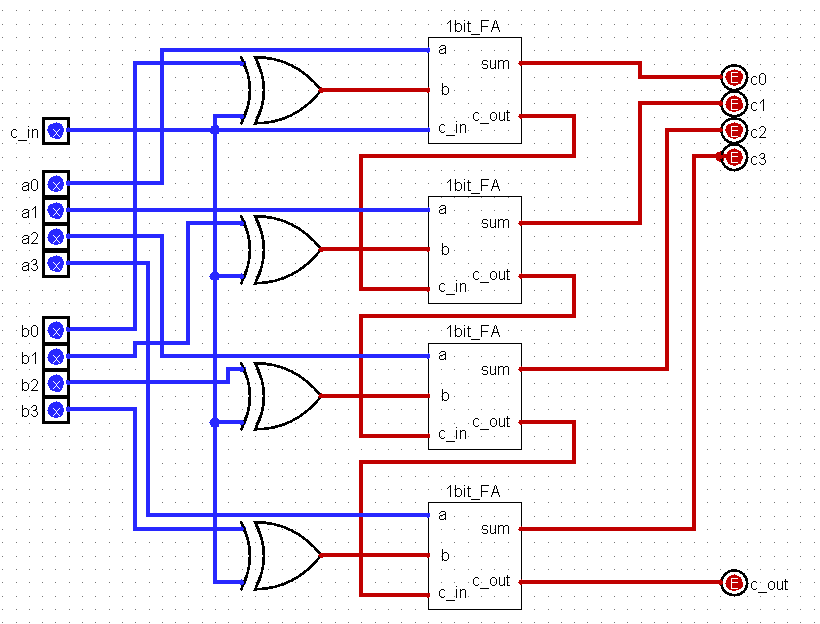 1bit_FA
a
sum
b
c_out
c_in
c_in
a0
a1
a2
a3
b0
b1
b2
b3
x
x
x
x
x
x
x
x
x
1bit_FA
a
sum
b
c_out
c_in
1bit_FA
a
sum
b
c_out
c_in
1bit_FA
a
sum
b
c_out
c_in
E c0
E c1
E c2
E c3
E c_out